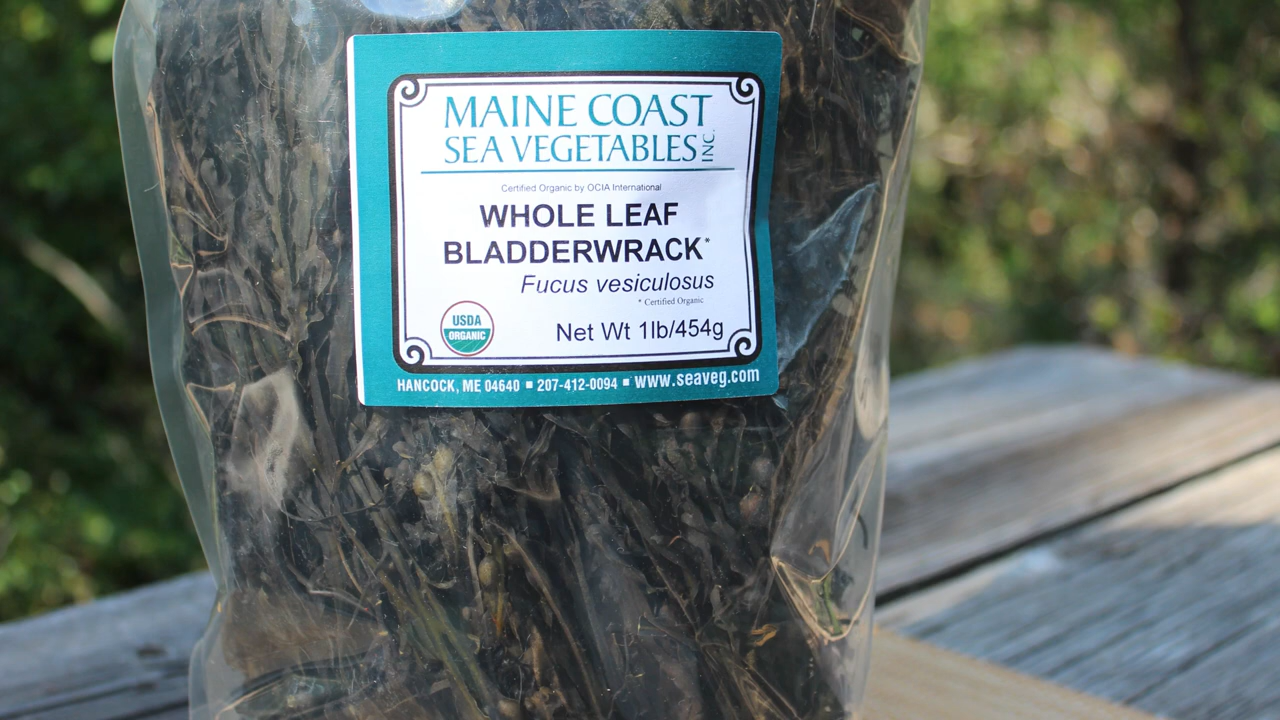 MAINE COAST
SEA VEGETABLES INC.
Certified Organic by OCIA International
WHOLE LEAF
BLADDERWRACK*
Fucus vesiculosus
* Certified Organic
USDA
ORGANIC
Net Wt 1lb/454g
HANCOCK, ME 04640 ▪ 207-412-0094 ▪ www.seaveg.com